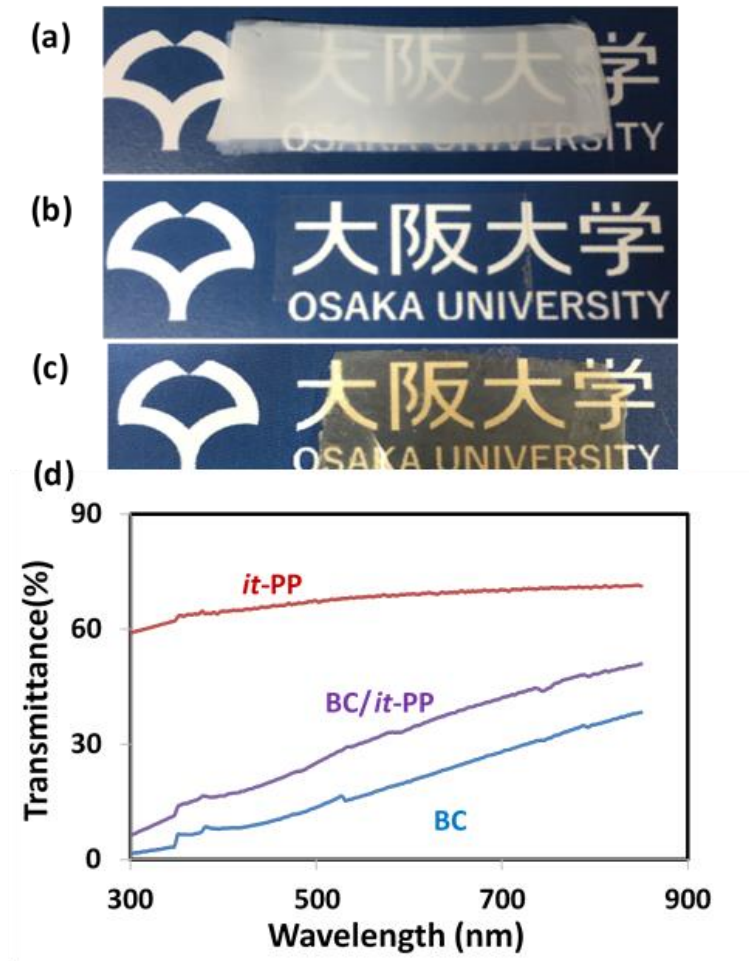 (a)
大阪大学
OSAKA UNIVERSITY
(b)
大阪大学
OSAKA UNIVERSITY
(c)
大阪大学
OSAKA UNIVERSITY
(d)
90
60
30
0
Transmittance(%)
it-PP
BC/it-PP
BC
300
500
700
900
Wavelength (nm)